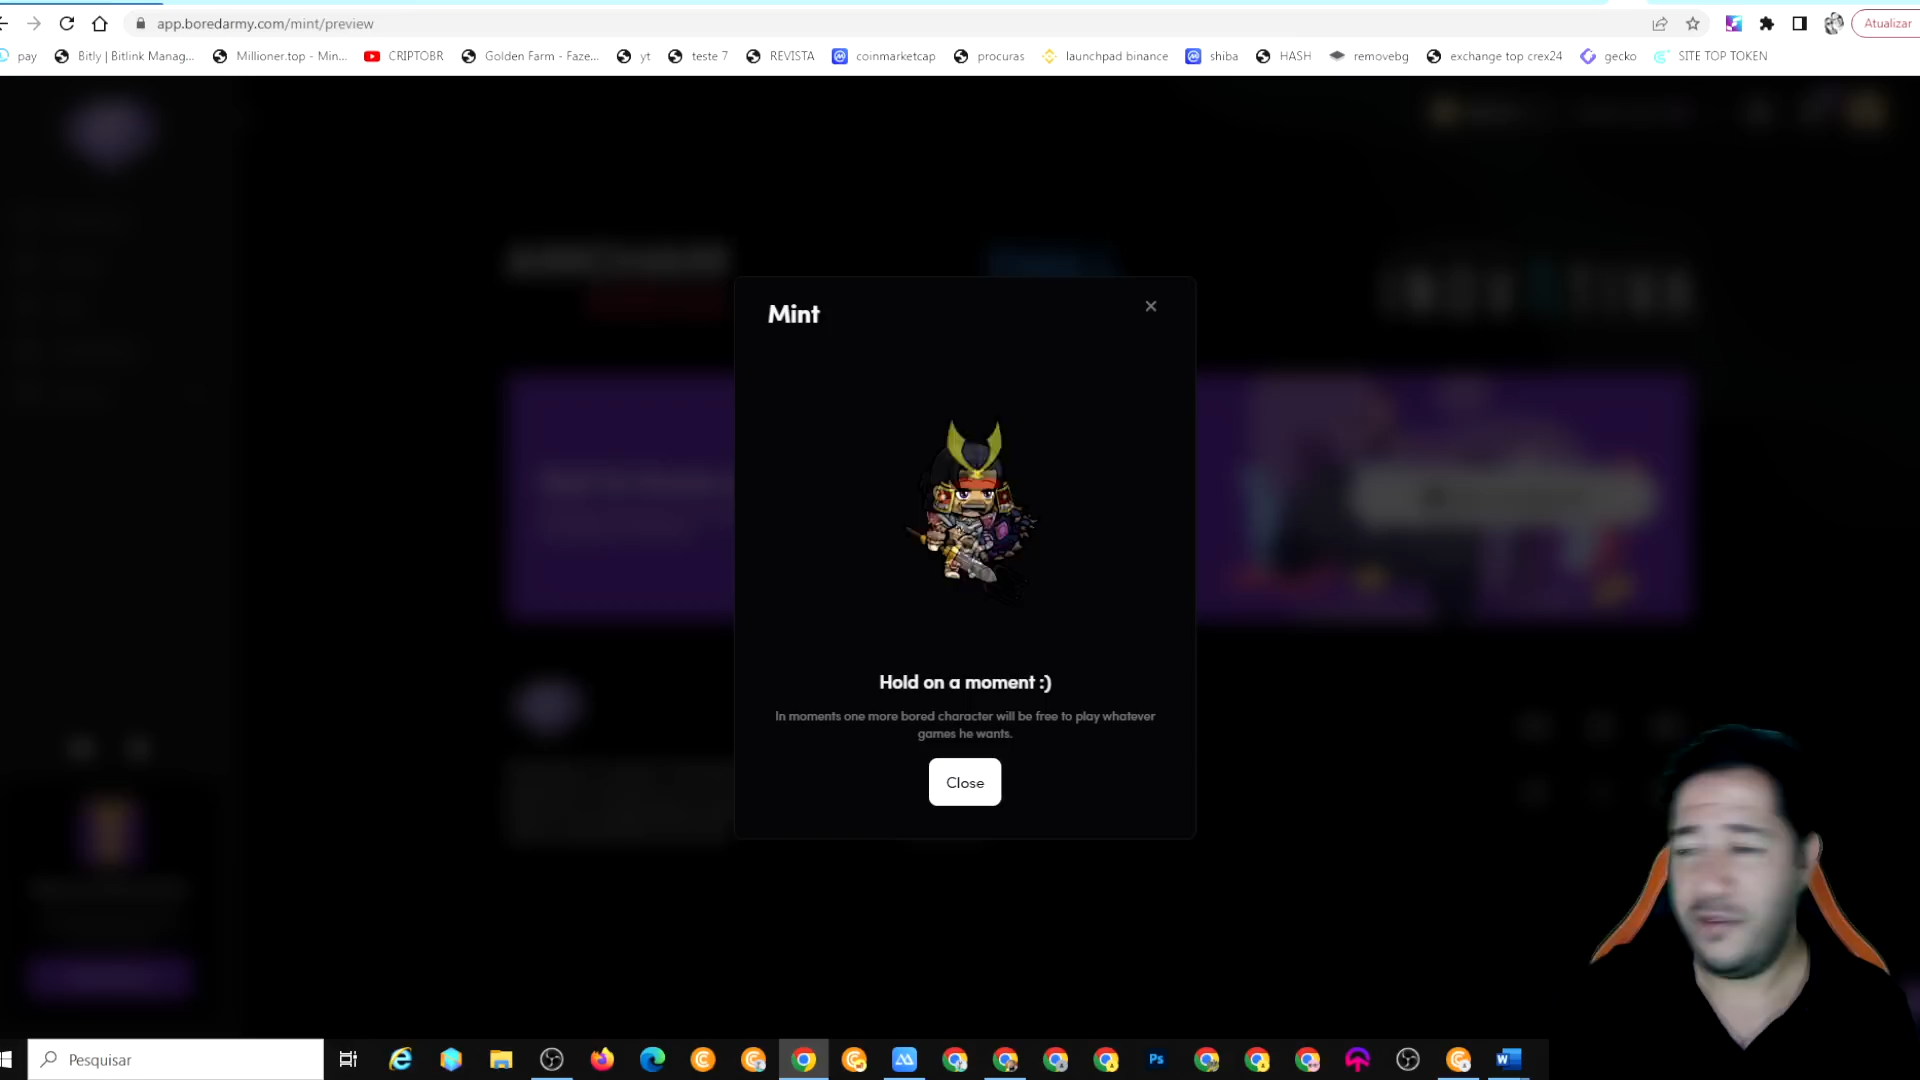 app.boredarmy.com/mint/preview
Atualizar
pay
Bitly | Bitlink Manag...
Millioner.top - Min...
CRIPTOBR
Golden Farm - Faze...
yt
teste 7
REVISTA
coinmarketcap
procuras
launchpad binance
shiba
HASH
removebg
exchange top crex24
gecko
SITE TOP TOKEN
Mint
Hold on a moment :)
In moments one more bored character will be free to play whatever
games he wants.
Close
Pesquisar